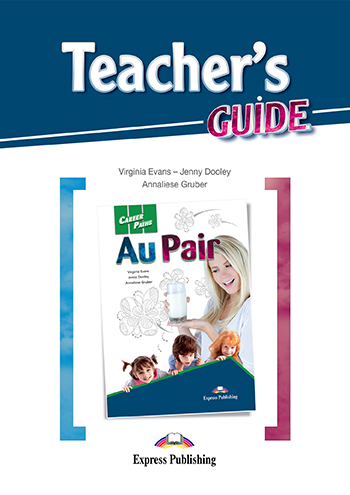 Teacher's
GUIDE
Virginia Evans – Jenny Dooley
Annaliese Gruber
CAREER
PATHS
Au Pair
Virginia Evans
Jenny Dooley
Annaliese Gruber
Express Publishing
Express Publishing